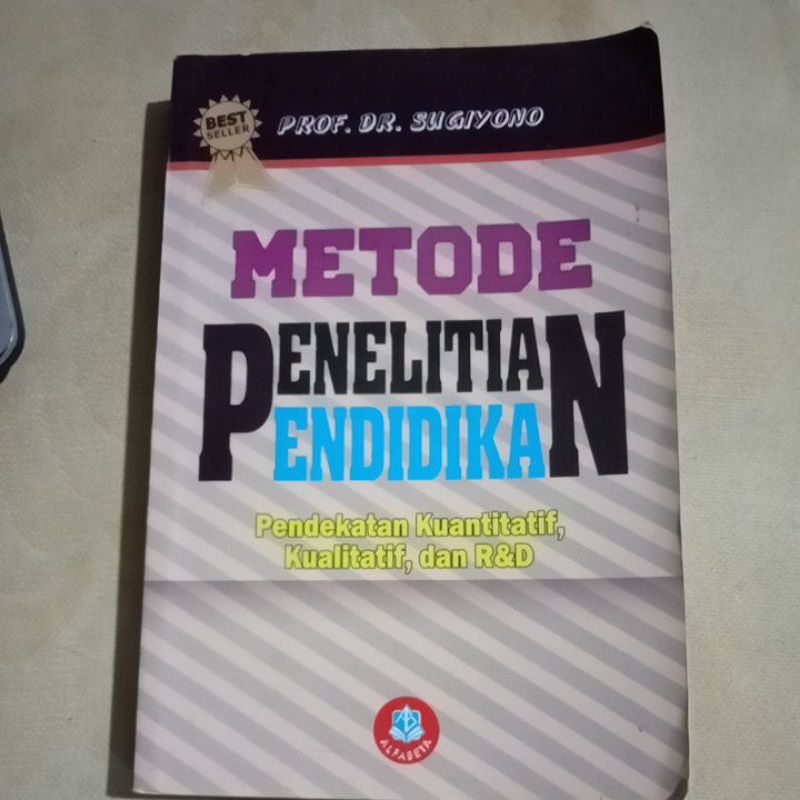 BEST
SELLER
PROF. DR. SUGIYONO
METODE
PENELITIAN
PENDIDIKAN
Pendekatan Kuantitatif,
Kualitatif, dan R&D
ALFABETA